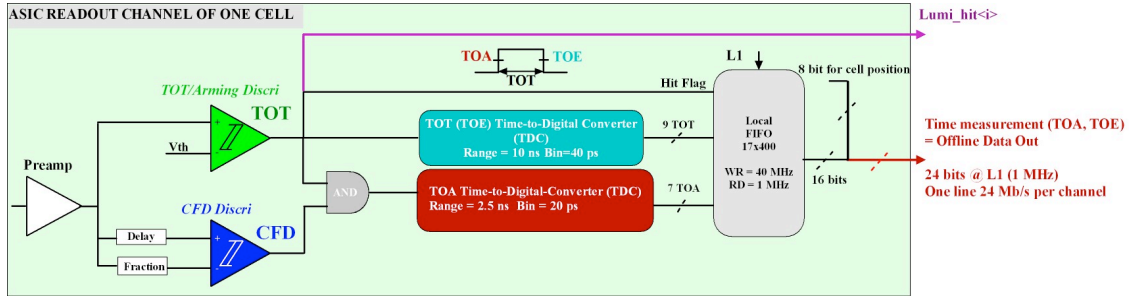 ASIC READOUT CHANNEL OF ONE CELL
Lumi_hit<i>
TOA
TOE
TOT
L1
Hit Flag
8 bit for cell position
TOT/Arming Discri
TOT
+
-
Vth
TOT (TOE) Time-to-Digital Converter
(TDC)
Range = 10 ns Bin=40 ps
9 TOT
Local
FIFO
17x400
WR = 40 MHz
RD = 1 MHz
Time measurement (TOA, TOE)
= Offline Data Out
Preamp
AND
TOA Time-to-Digital-Converter (TDC)
Range = 2.5 ns Bin = 20 ps
7 TOA
16 bits
24 bits @ L1 (1 MHz)
One line 24 Mb/s per channel
CFD Discri
CFD
Delay
+
Fraction
-